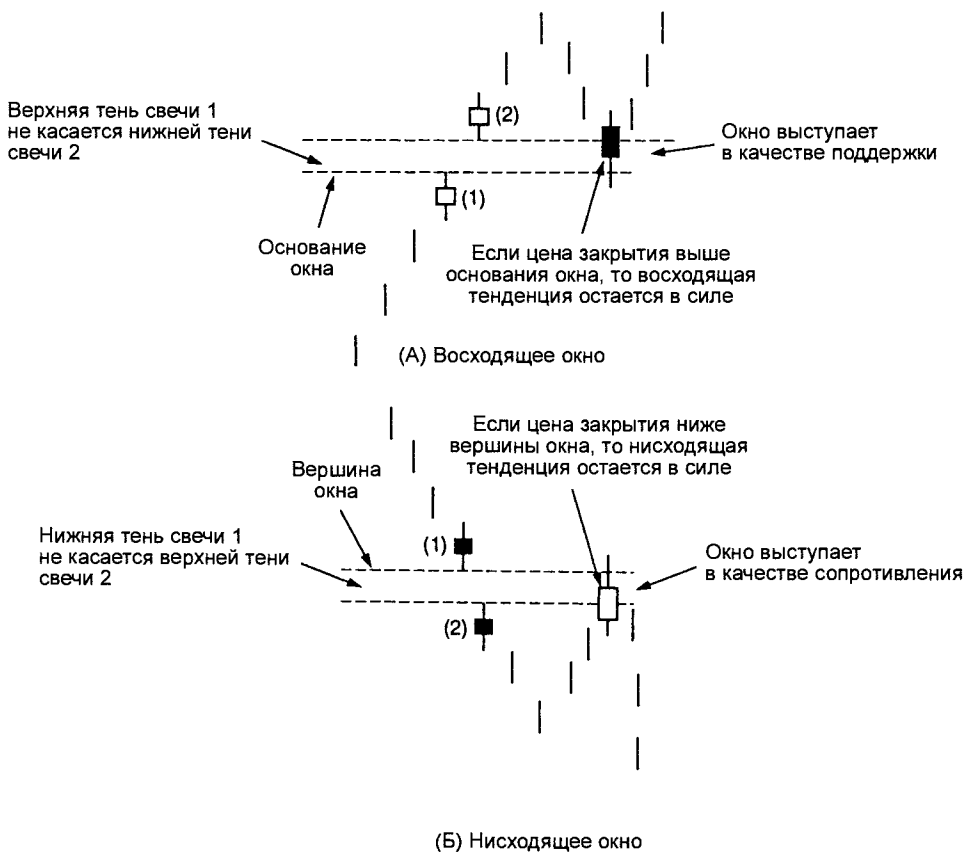 Верхняя тень свечи 1
не касается нижней тени
свечи 2
(2)
Окно выступает
в качестве поддержки
(1)
Основание
окна
Если цена закрытия выше
основания окна, то восходящая
тенденция остается в силе
(А) Восходящее окно
Если цена закрытия ниже
вершины окна, то нисходящая
тенденция остается в силе
Вершина
окна
Нижняя тень свечи 1
не касается верхней тени
свечи 2
(1)
Окно выступает
в качестве сопротивления
(2)
(Б) Нисходящее окно